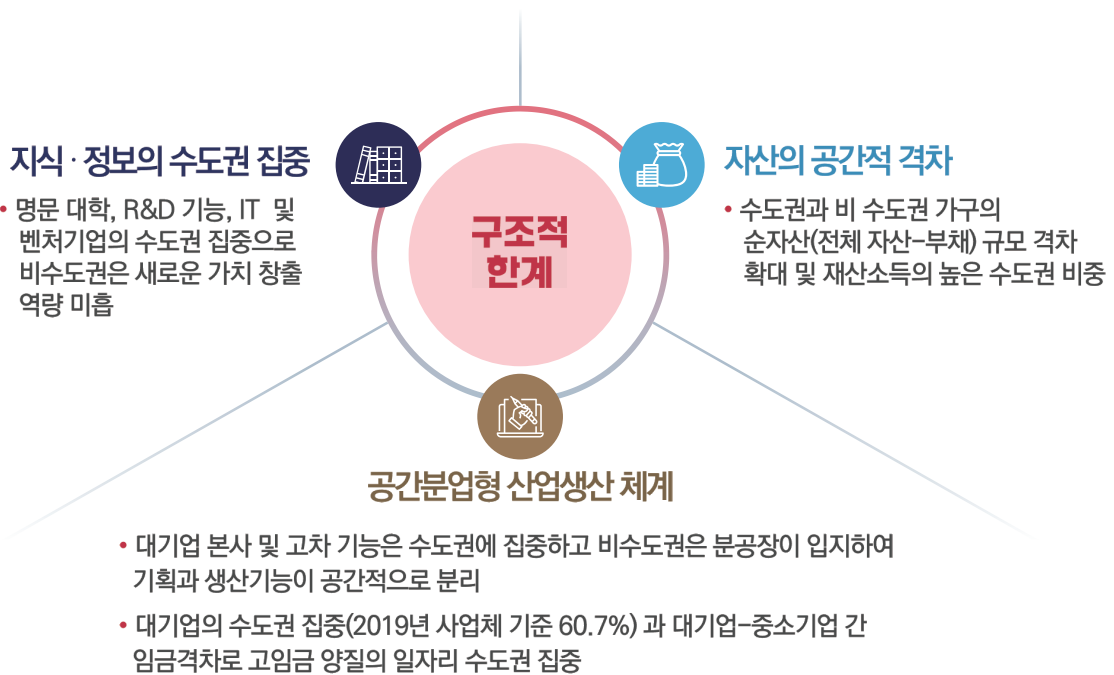 지식·정보의 수도권 집중
• 명문 대학, R&D 기능, IT 및
벤처기업의 수도권 집중으로
비수도권은 새로운 가치 창출
역량 미흡
구조적
한계
자산의 공간적 격차
• 수도권과 비 수도권 가구의
순자산(전체 자산-부채) 규모 격차
확대 및 재산소득의 높은 수도권 비중
공간분업형 산업생산 체계
• 대기업 본사 및 고차 기능은 수도권에 집중하고 비수도권은 분공장이 입지하여
기획과 생산기능이 공간적으로 분리
• 대기업의 수도권 집중(2019년 사업체 기준 60.7%) 과 대기업-중소기업 간
임금격차로 고임금 양질의 일자리 수도권 집중